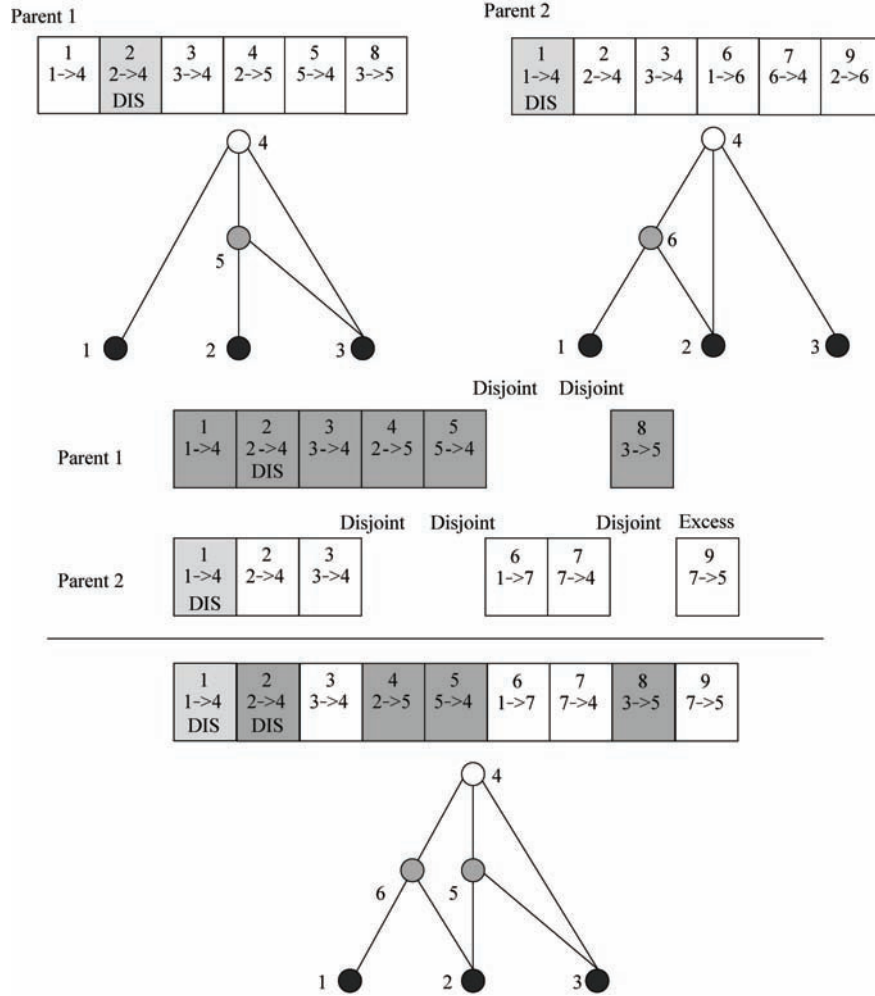 Parent 1
Parent 2
1 2 3 4 5 8
1->4 2->4 3->4 2->5 5->4 3->5
DIS
1 2 3 6 7 9
1->4 2->4 3->4 1->6 6->4 2->6
DIS
4
5
1 2 3
4
6
1 2 3
Disjoint Disjoint
Parent 1
1 2 3 4 5 8
1->4 2->4 3->4 2->5 5->4 3->5
DIS
Disjoint Disjoint Disjoint Excess
Parent 2
1 2 3 6 7 9
1->4 2->4 3->4 1->7 7->4 7->5
DIS
1 2 3 4 5 6 7 8 9
1->4 2->4 3->4 2->5 5->4 1->7 7->4 3->5 7->5
DIS DIS
4
6 5
1 2 3